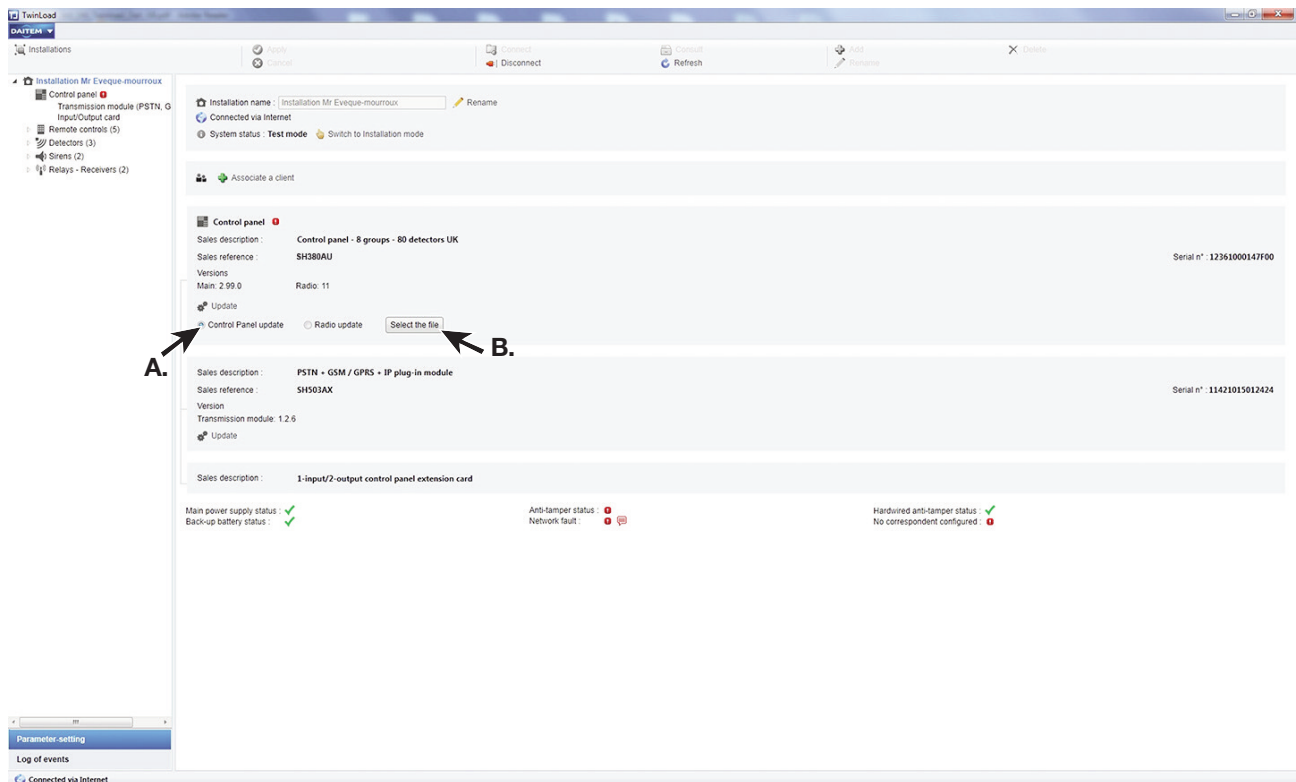 TwinLoad
DAITEM
Installations
Apply
Cancel
Connect
Disconnect
Consult
Refresh
Add
Rename
Delete
Installation Mr Eveque-mourroux
Control panel
Transmission module (PSTN, G
Input/Output card
Remote controls (5)
Detectors (3)
Sirens (2)
Relays - Receivers (2)
Installation name : Installation Mr Eveque-mourroux Rename
Connected via Internet
System status : Test mode Switch to Installation mode
Associate a client
Control panel
Sales description : Control panel - 8 groups - 80 detectors UK
Sales reference : SH380AU Serial n° : 12361000147F00
Versions
Main: 2.99.0 Radio: 11
Update
Control Panel update Radio update Select the file
A.
B.
Sales description : PSTN + GSM / GPRS + IP plug-in module
Sales reference : SH503AX Serial n° : 11421015012424
Version
Transmission module: 1.2.6
Update
Sales description : 1-input/2-output control panel extension card
Main power supply status : Anti-tamper status : Hardwired anti-tamper status :
Back-up battery status : Network fault : No correspondent configured :
Parameter-setting
Log of events
Connected via Internet